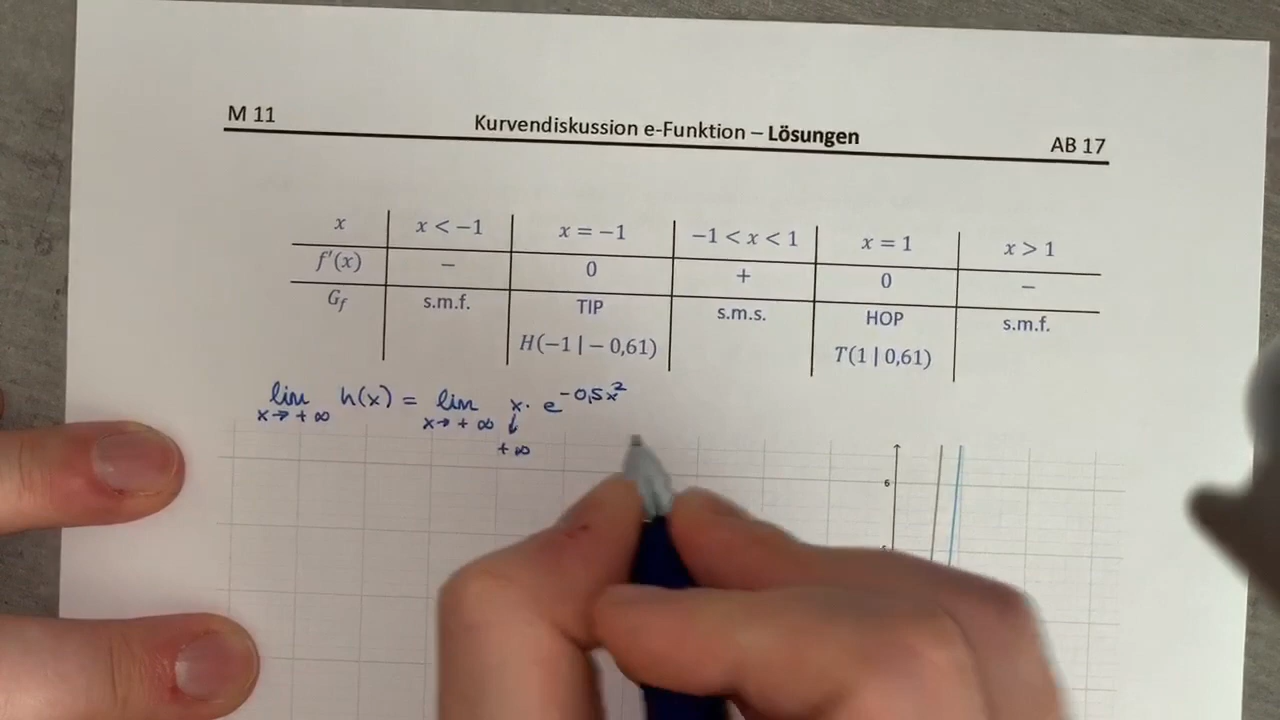 M 11
Kurvendiskussion e-Funktion – Lösungen
AB 17
x x < −1 x = −1 −1 < x < 1 x = 1 x > 1
f′(x) − 0 + 0 −
G_f s.m.f. TIP s.m.s. HOP s.m.f.
H(−1 | − 0,61) T(1 | 0,61)
lim h(x) = lim x · e^−0,5x²
x→ +∞ x→ +∞ ↓
+∞
6